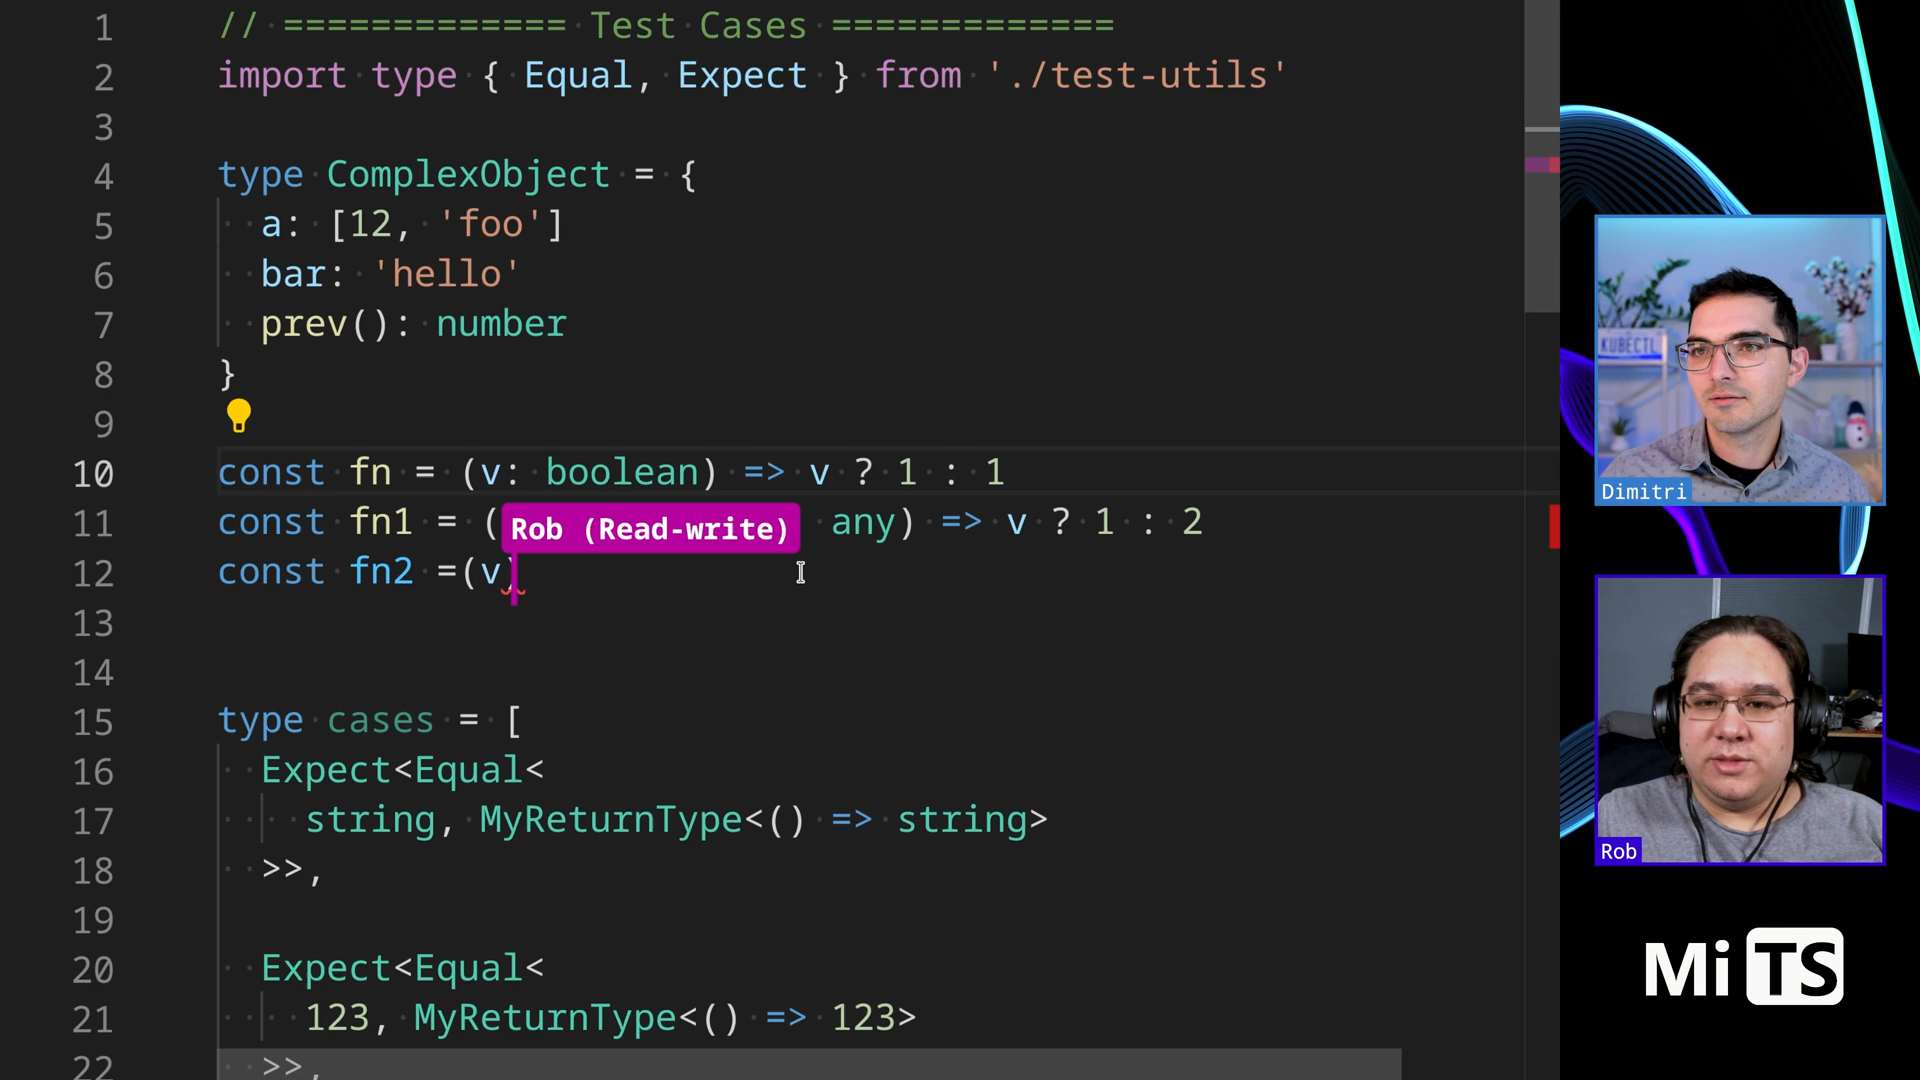 1 // ============= Test Cases =============
2 import type { Equal, Expect } from './test-utils'
3
4 type ComplexObject = {
5 a: [12, 'foo']
6 bar: 'hello'
7 prev(): number
8 }
9
10 const fn = (v: boolean) => v ? 1 : 1
11 const fn1 = ( any) => v ? 1 : 2
Rob (Read-write)
12 const fn2 =(v)
13
14
15 type cases = [
16 Expect<Equal<
17 string, MyReturnType<() => string>
18 >>,
19
20 Expect<Equal<
21 123, MyReturnType<() => 123>
22 >>,
KUBECTL
Dimitri
Rob
Mi TS